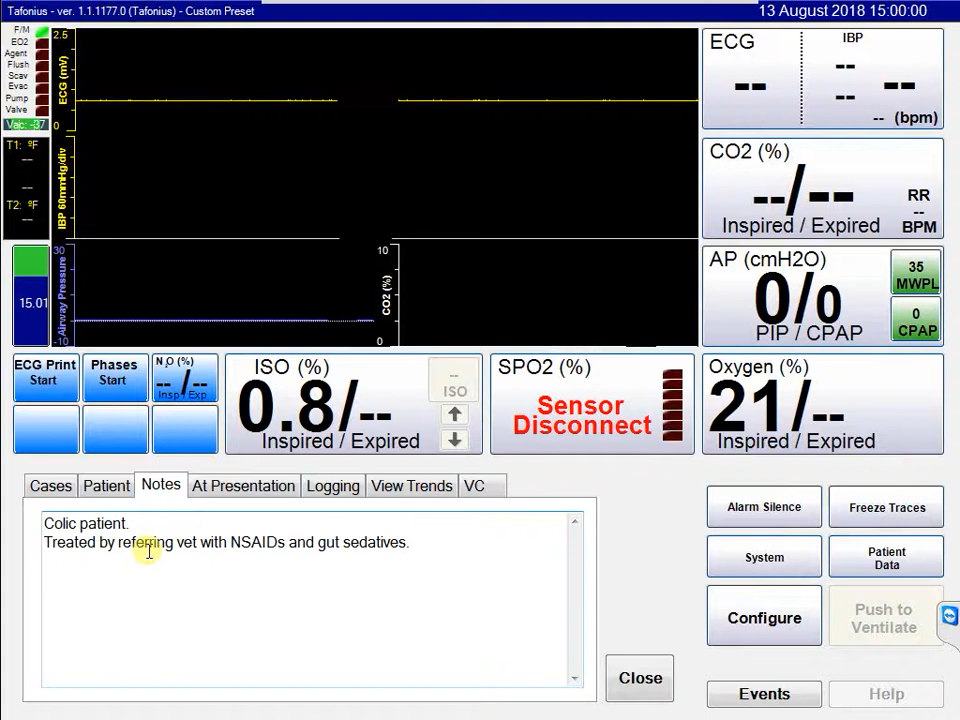 Tafonius - ver. 1.1.1177.0 (Tafonius) - Custom Preset
13 August 2018 15:00:00
F/M
EO2
Agent
Flush
Scav
Evac
Pump
Valve
Vac: -37
T1: ºF
--
--
T2: ºF
--
2.5
ECG (mV)
0
IBP 60mmHg/div
30
Airway Pressure
-10
10
CO2 (%)
0
15.01
ECG
--
IBP
--
--
--
-- (bpm)
CO2 (%)
--/--
Inspired / Expired
RR
--
BPM
AP (cmH2O)
0/0
PIP / CPAP
35
MWPL
0
CPAP
ECG Print
Start
Phases
Start
N2O (%)
-- /--
Insp / Exp
ISO (%)
0.8/--
Inspired / Expired
--
ISO
SPO2 (%)
Sensor
Disconnect
Oxygen (%)
21/--
Inspired / Expired
Cases
Patient
Notes
At Presentation
Logging
View Trends
VC
Colic patient.
Treated by referring vet with NSAIDs and gut sedatives.
Close
Alarm Silence
Freeze Traces
System
Patient
Data
Configure
Push to
Ventilate
Events
Help